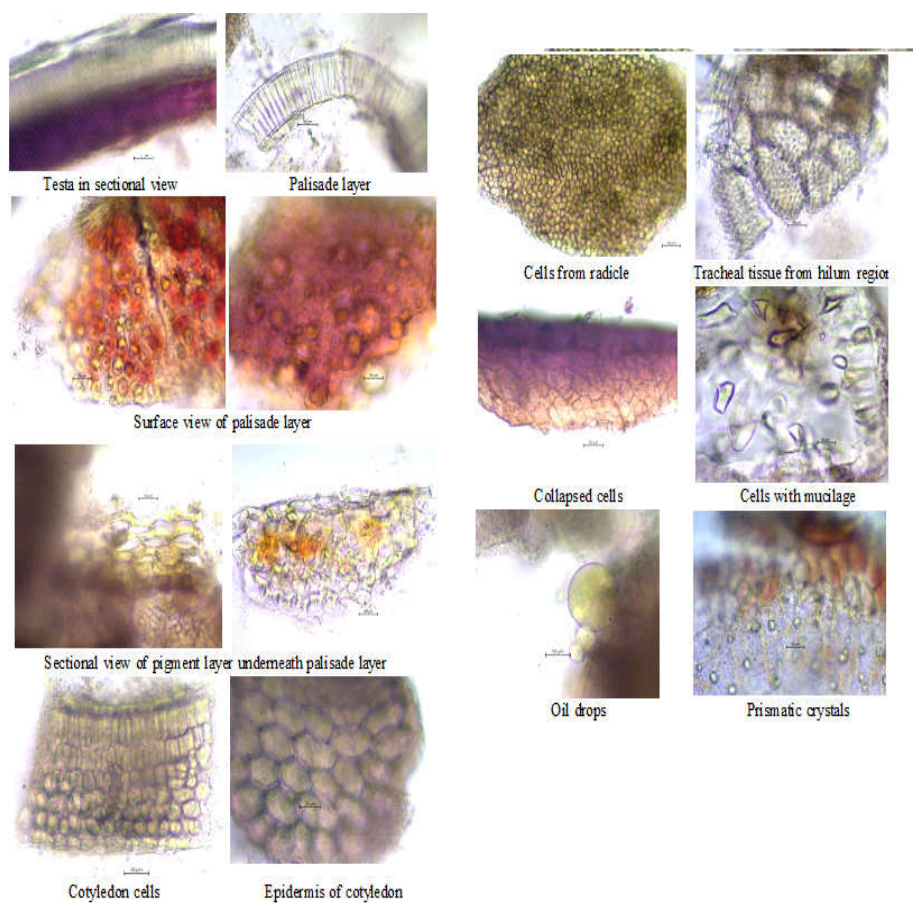 Testa in sectional view
Palisade layer
Surface view of palisade layer
Sectional view of pigment layer underneath palisade layer
Cotyledon cells
Epidermis of cotyledon
Cells from radicle
Tracheal tissue from hilum region
Collapsed cells
Cells with mucilage
Oil drops
Prismatic crystals